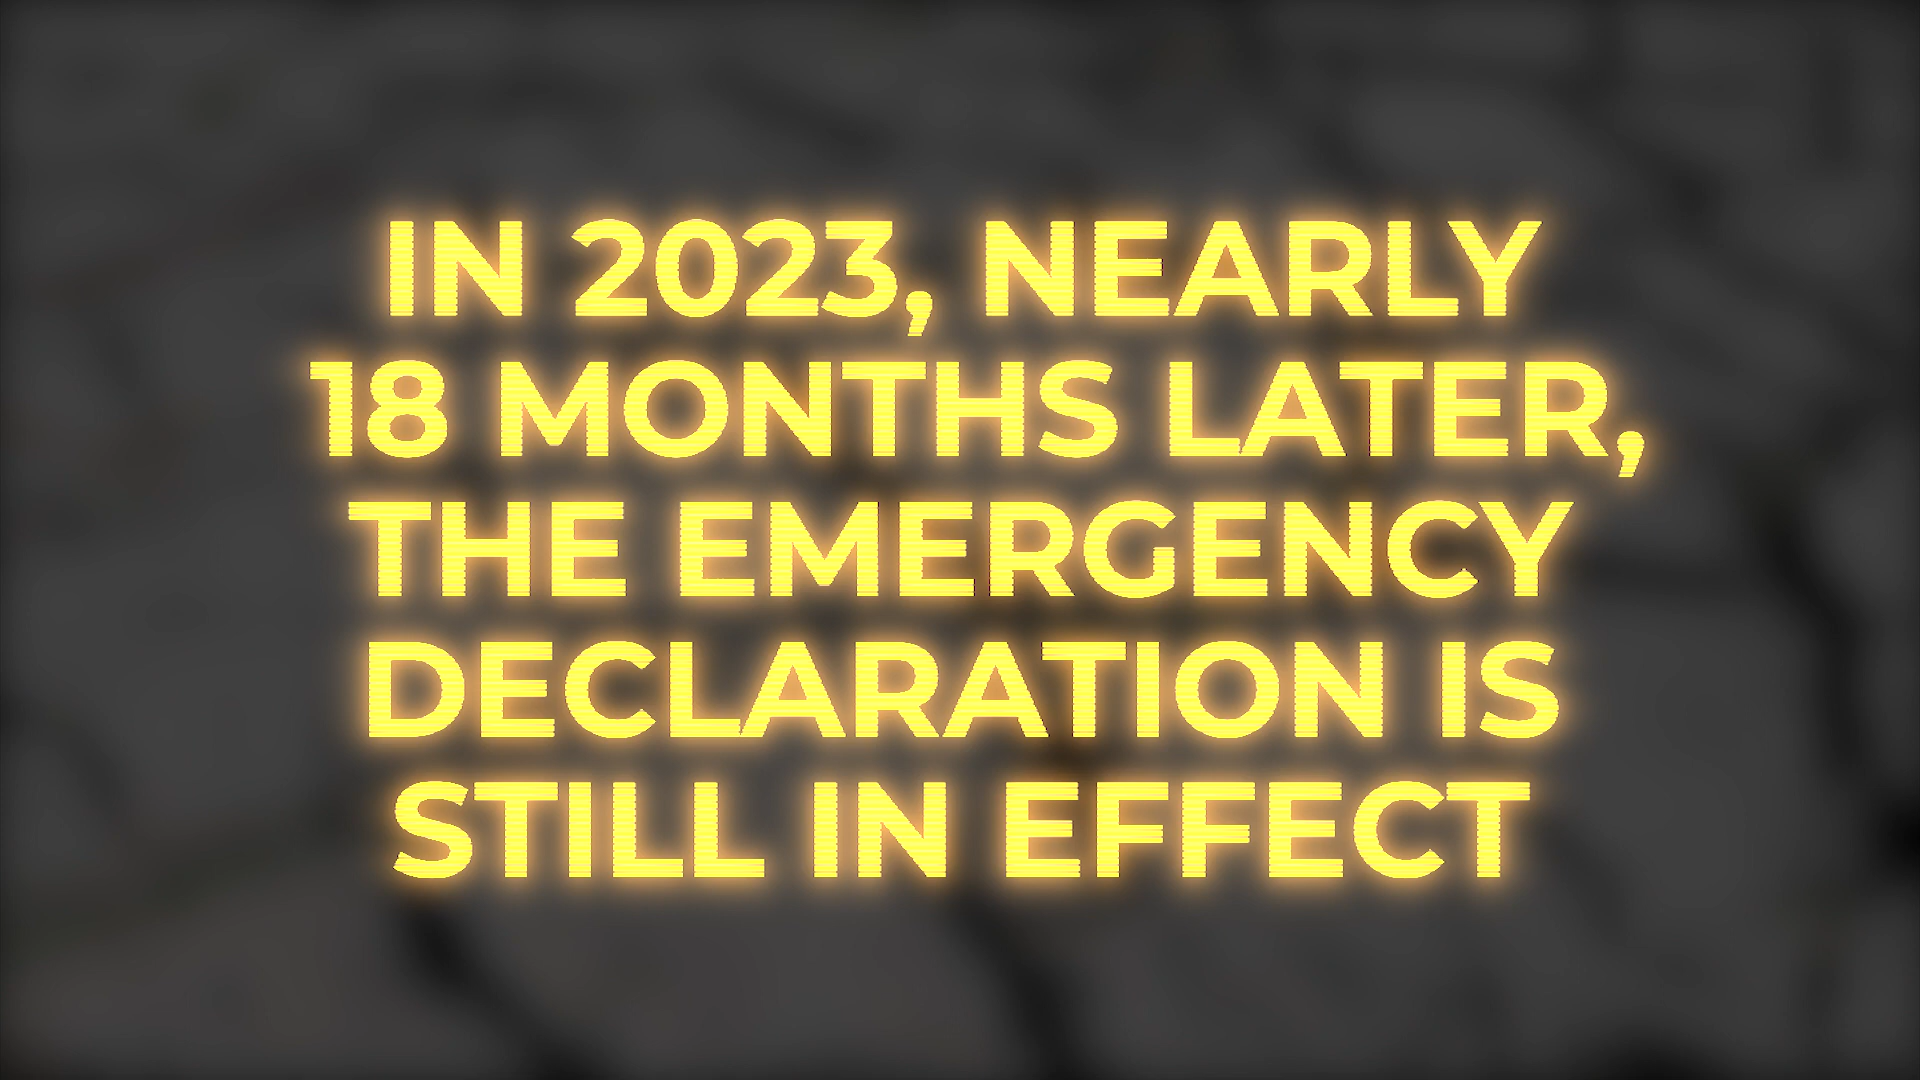 IN 2023, NEARLY
18 MONTHS LATER,
THE EMERGENCY
DECLARATION IS
STILL IN EFFECT